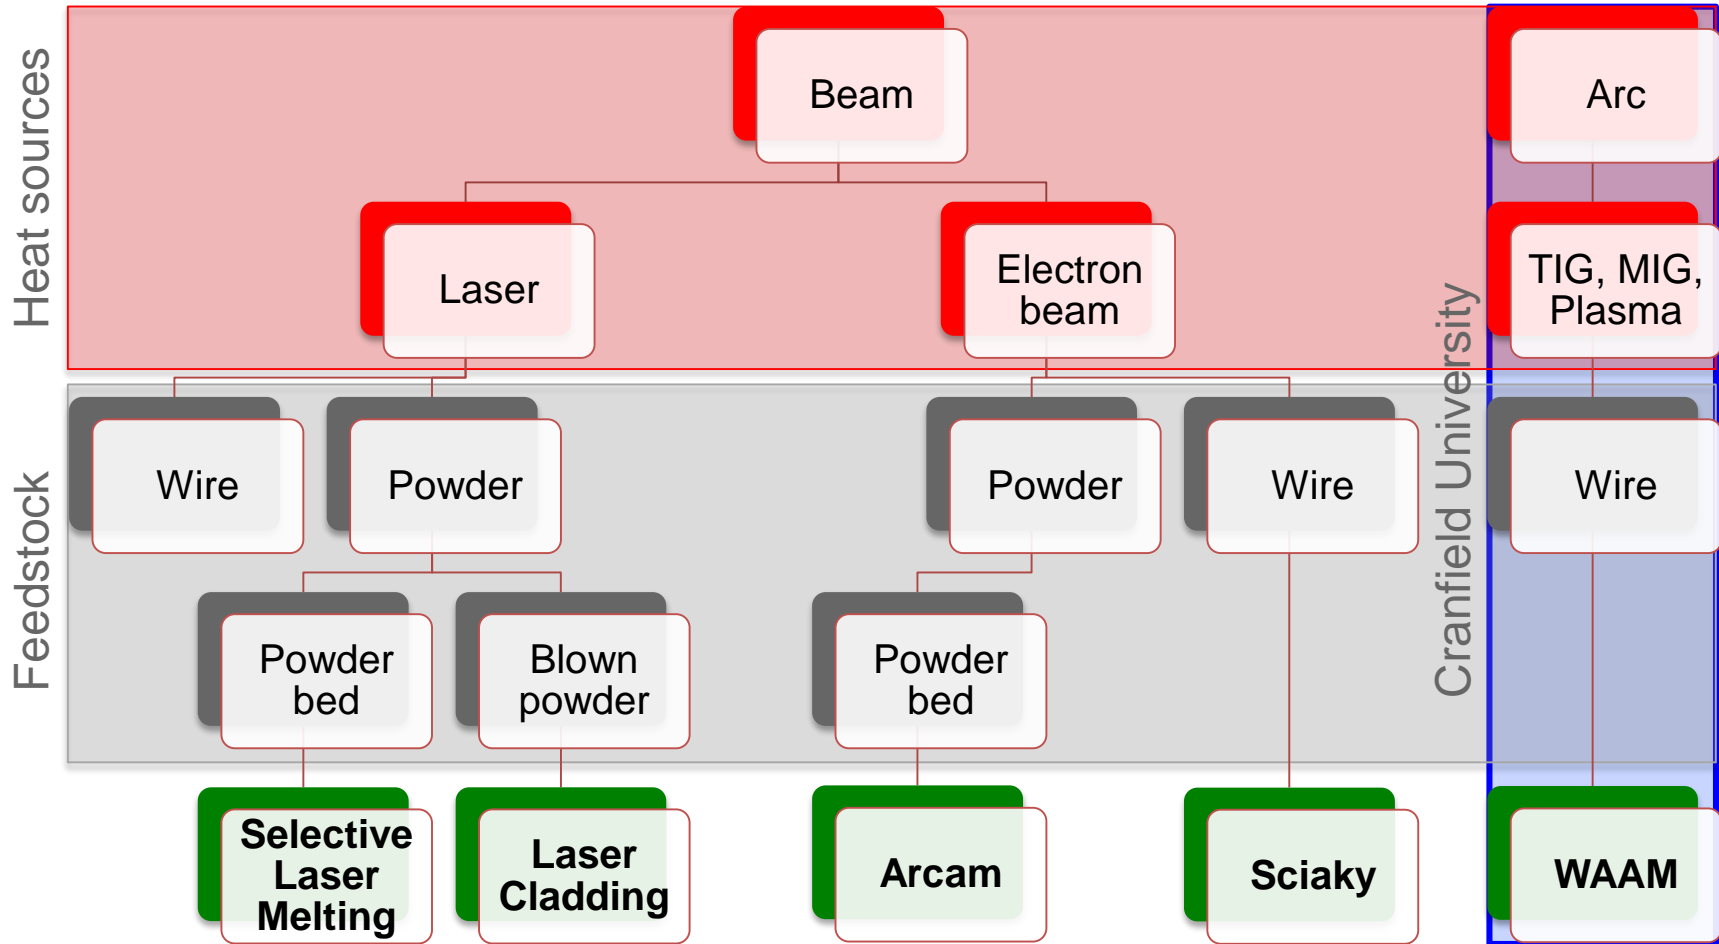 Heat sources
Beam
Arc
Laser
Electron
beam
TIG, MIG,
Plasma
Cranfield University
Feedstock
Wire
Powder
Powder
Wire
Wire
Powder
bed
Blown
powder
Powder
bed
Selective
Laser
Melting
Laser
Cladding
Arcam
Sciaky
WAAM